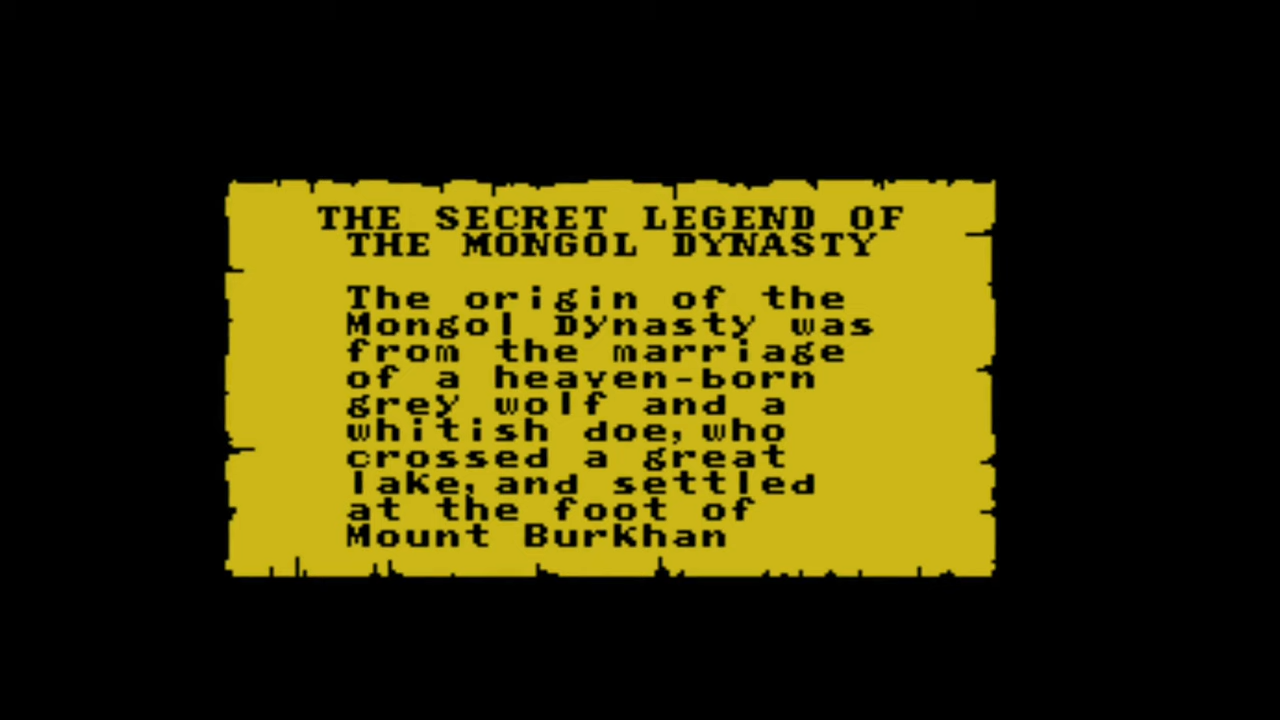 THE SECRET LEGEND OF
THE MONGOL DYNASTY
The origin of the
Mongol Dynasty was
from the marriage
of a heaven-born
grey wolf and a
whitish doe,who
crossed a great
lake,and settled
at the foot of
Mount Burkhan